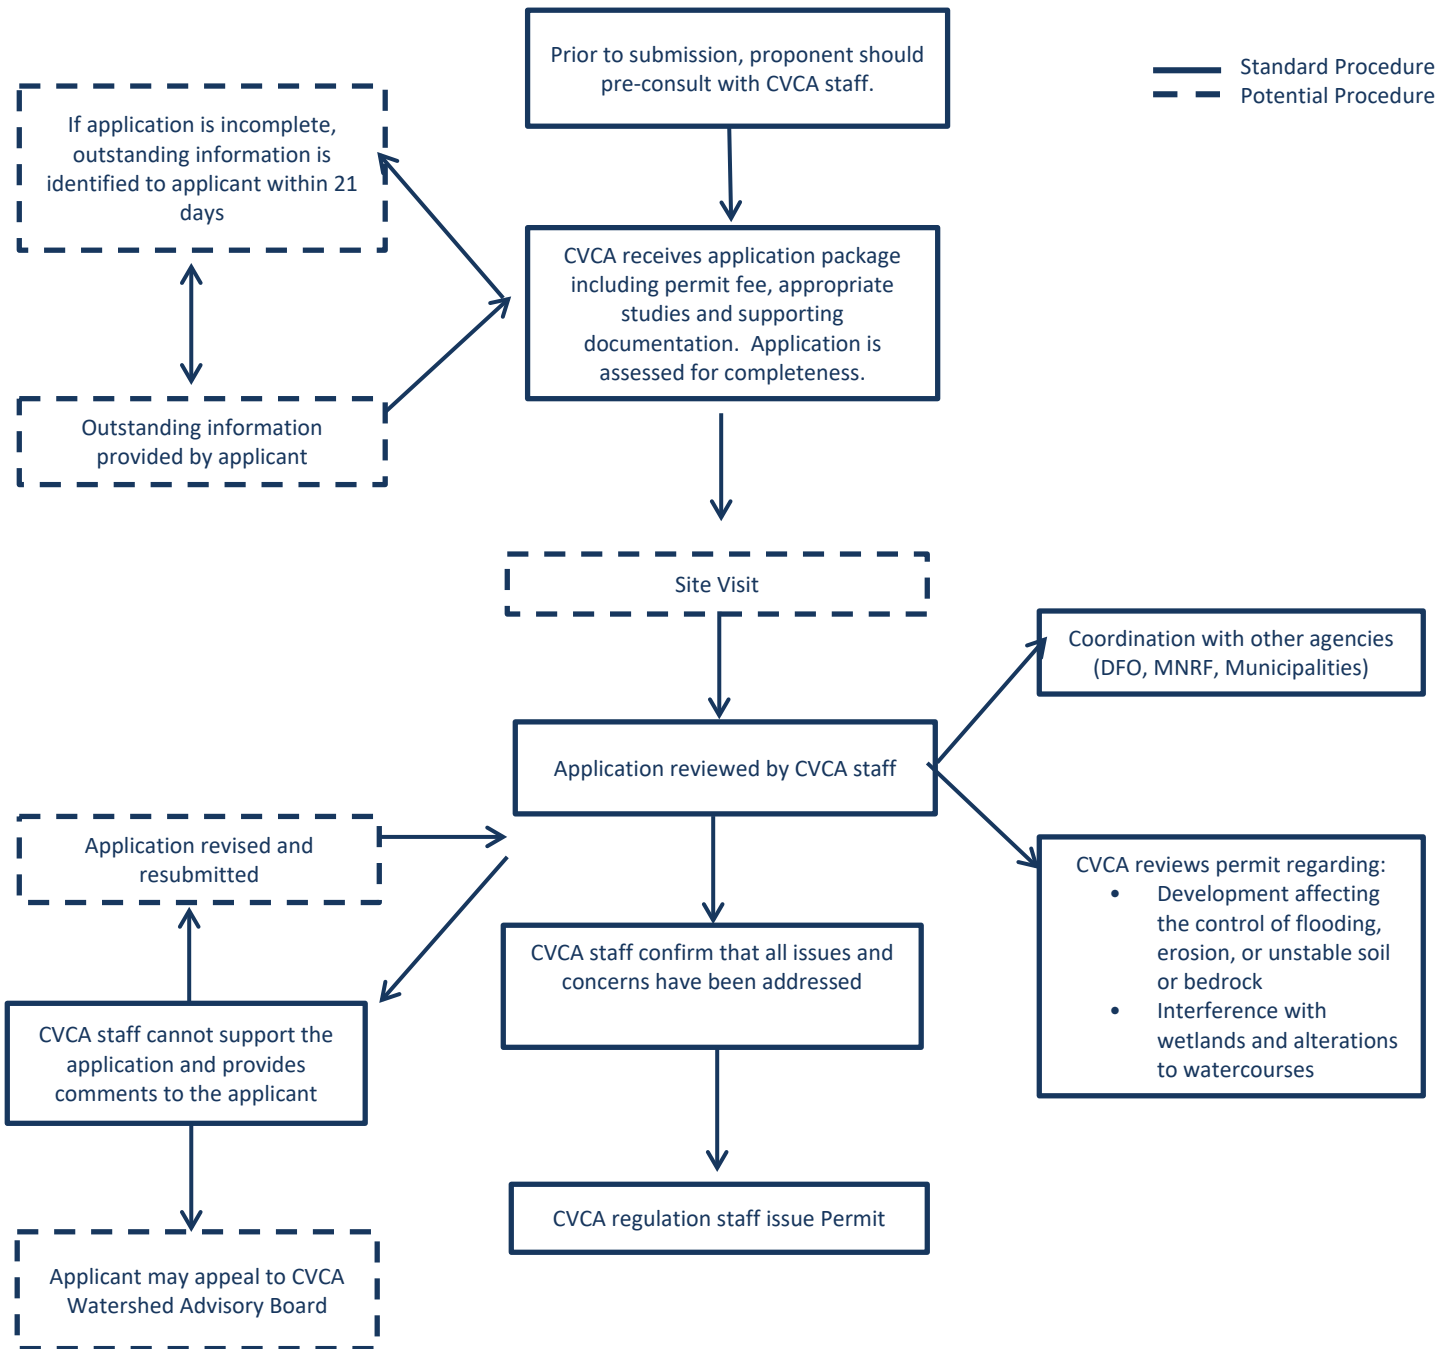 Prior to submission, proponent should
pre-consult with CVCA staff.
Standard Procedure
Potential Procedure
If application is incomplete,
outstanding information is
identified to applicant within 21
days
CVCA receives application package
including permit fee, appropriate
studies and supporting
documentation.  Application is
assessed for completeness.
Outstanding information
provided by applicant
Site Visit
Coordination with other agencies
(DFO, MNRF, Municipalities)
Application reviewed by CVCA staff
Application revised and
resubmitted
CVCA reviews permit regarding:
• Development affecting
the control of flooding,
erosion, or unstable soil
or bedrock
• Interference with
wetlands and alterations
to watercourses
CVCA staff confirm that all issues and
concerns have been addressed
CVCA staff cannot support the
application and provides
comments to the applicant
CVCA regulation staff issue Permit
Applicant may appeal to CVCA
Watershed Advisory Board